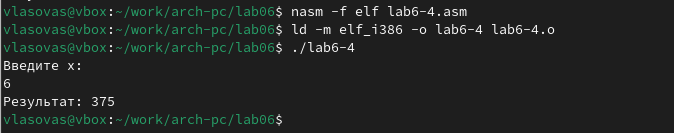 vlasovas@vbox:~/work/arch-pc/lab06$ nasm -f elf lab6-4.asm
vlasovas@vbox:~/work/arch-pc/lab06$ ld -m elf_i386 -o lab6-4 lab6-4.o
vlasovas@vbox:~/work/arch-pc/lab06$ ./lab6-4
Введите x:
6
Результат: 375
vlasovas@vbox:~/work/arch-pc/lab06$